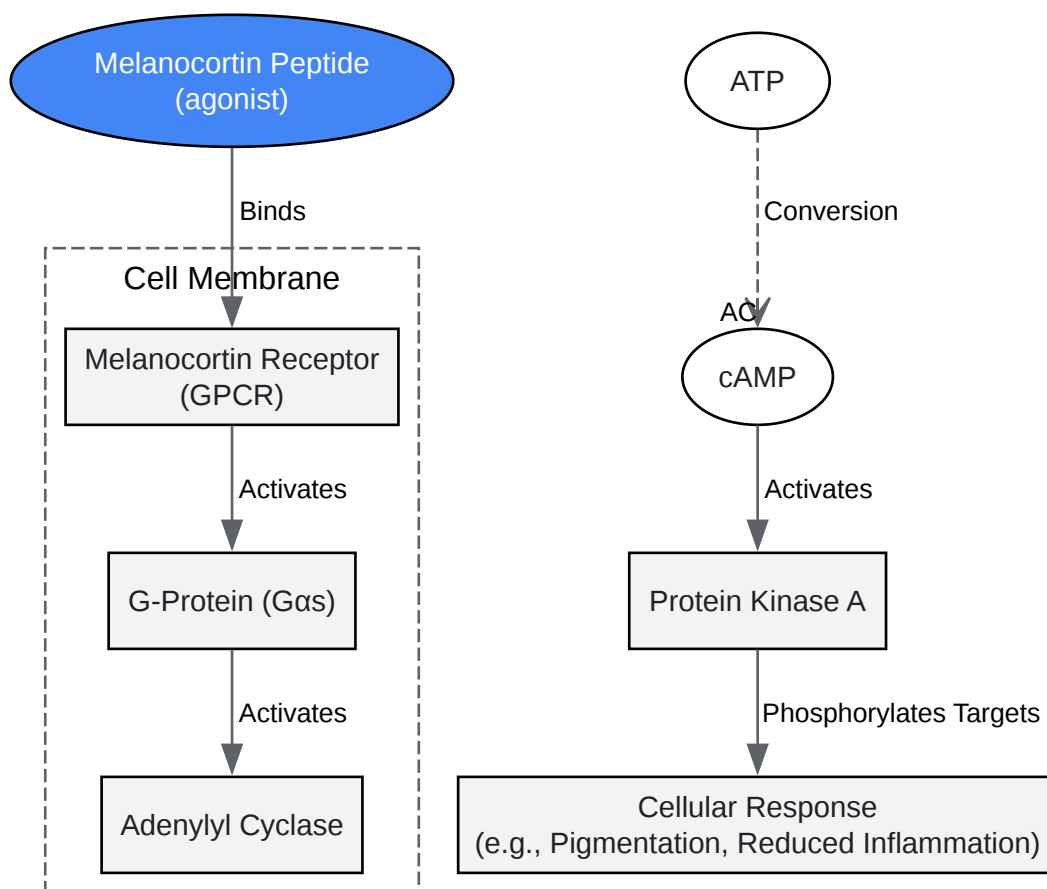 Melanocortin Peptide
(agonist)
Binds
Cell Membrane
Melanocortin Receptor
(GPCR)
Activates
G-Protein (Gαs)
Activates
Adenylyl Cyclase
ATP
Conversion
AC
cAMP
Activates
Protein Kinase A
Phosphorylates Targets
Cellular Response
(e.g., Pigmentation, Reduced Inflammation)